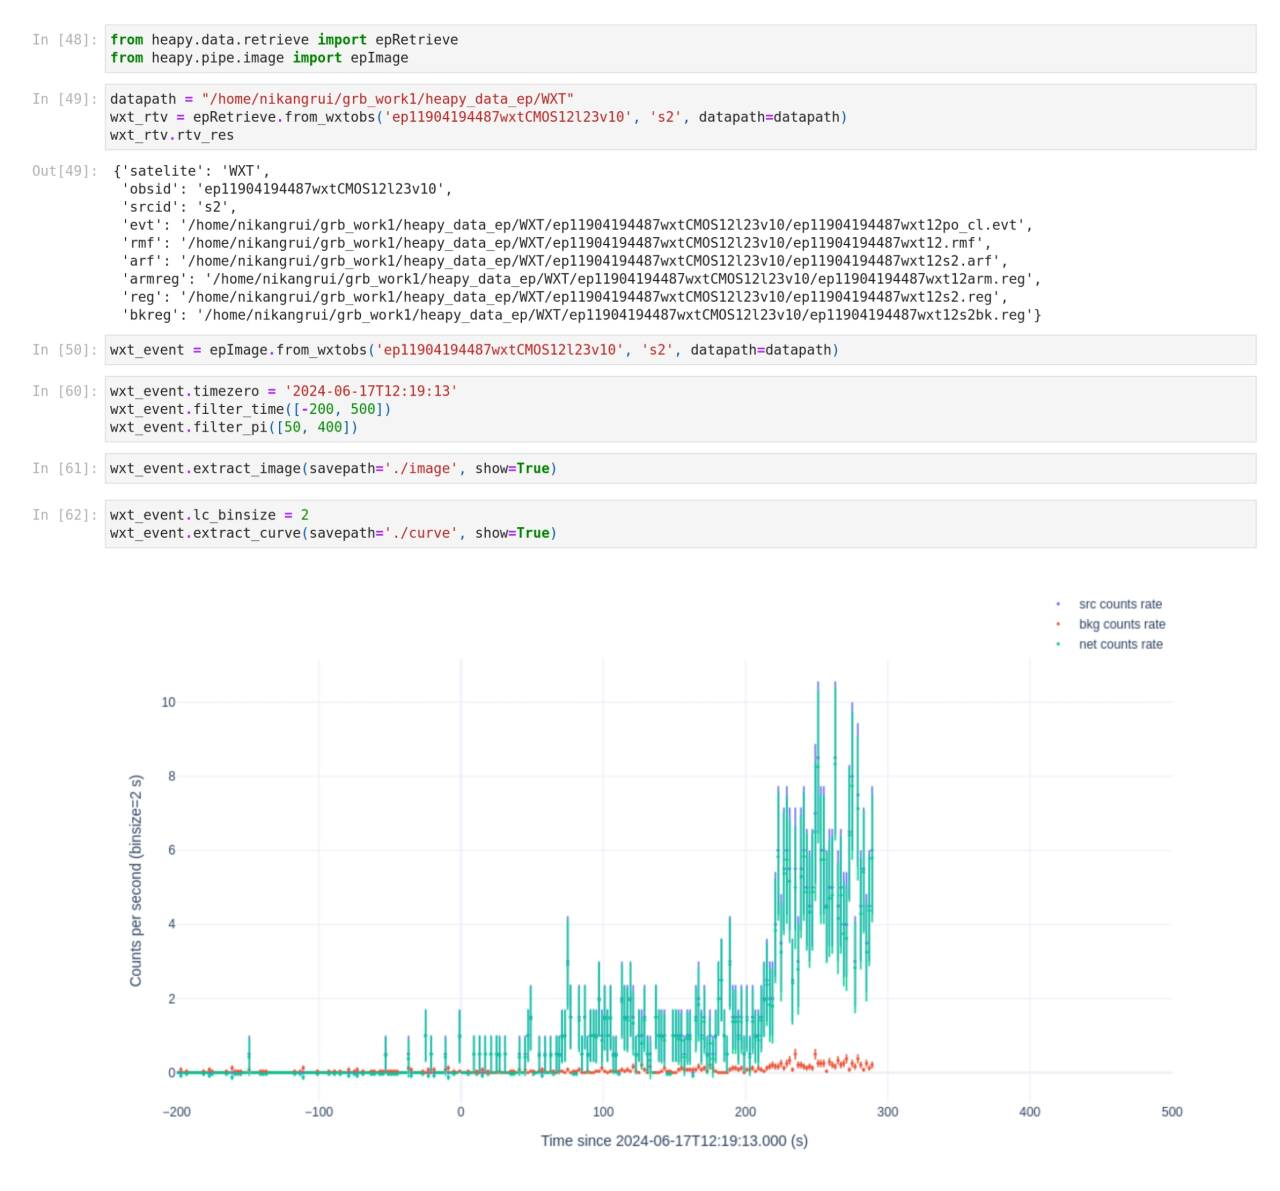 In [48]:
from heapy.data.retrieve import epRetrieve
from heapy.pipe.image import epImage
In [49]:
datapath = "/home/nikangrui/grb_work1/heapy_data_ep/WXT"
wxt_rtv = epRetrieve.from_wxtobs('ep11904194487wxtCMOS12l23v10', 's2', datapath=datapath)
wxt_rtv.rtv_res
Out[49]:
{'satelite': 'WXT',
'obsid': 'ep11904194487wxtCMOS12l23v10',
'srcid': 's2',
'evt': '/home/nikangrui/grb_work1/heapy_data_ep/WXT/ep11904194487wxtCMOS12l23v10/ep11904194487wxt12po_cl.evt',
'rmf': '/home/nikangrui/grb_work1/heapy_data_ep/WXT/ep11904194487wxtCMOS12l23v10/ep11904194487wxt12.rmf',
'arf': '/home/nikangrui/grb_work1/heapy_data_ep/WXT/ep11904194487wxtCMOS12l23v10/ep11904194487wxt12s2.arf',
'armreg': '/home/nikangrui/grb_work1/heapy_data_ep/WXT/ep11904194487wxtCMOS12l23v10/ep11904194487wxt12arm.reg',
'reg': '/home/nikangrui/grb_work1/heapy_data_ep/WXT/ep11904194487wxtCMOS12l23v10/ep11904194487wxt12s2.reg',
'bkreg': '/home/nikangrui/grb_work1/heapy_data_ep/WXT/ep11904194487wxtCMOS12l23v10/ep11904194487wxt12s2bk.reg'}
In [50]:
wxt_event = epImage.from_wxtobs('ep11904194487wxtCMOS12l23v10', 's2', datapath=datapath)
In [60]:
wxt_event.timezero = '2024-06-17T12:19:13'
wxt_event.filter_time([-200, 500])
wxt_event.filter_pi([50, 400])
In [61]:
wxt_event.extract_image(savepath='./image', show=True)
In [62]:
wxt_event.lc_binsize = 2
wxt_event.extract_curve(savepath='./curve', show=True)
src counts rate
bkg counts rate
net counts rate
Counts per second (binsize=2 s)
10
8
6
4
2
0
−200 −100 0 100 200 300 400 500
Time since 2024-06-17T12:19:13.000 (s)